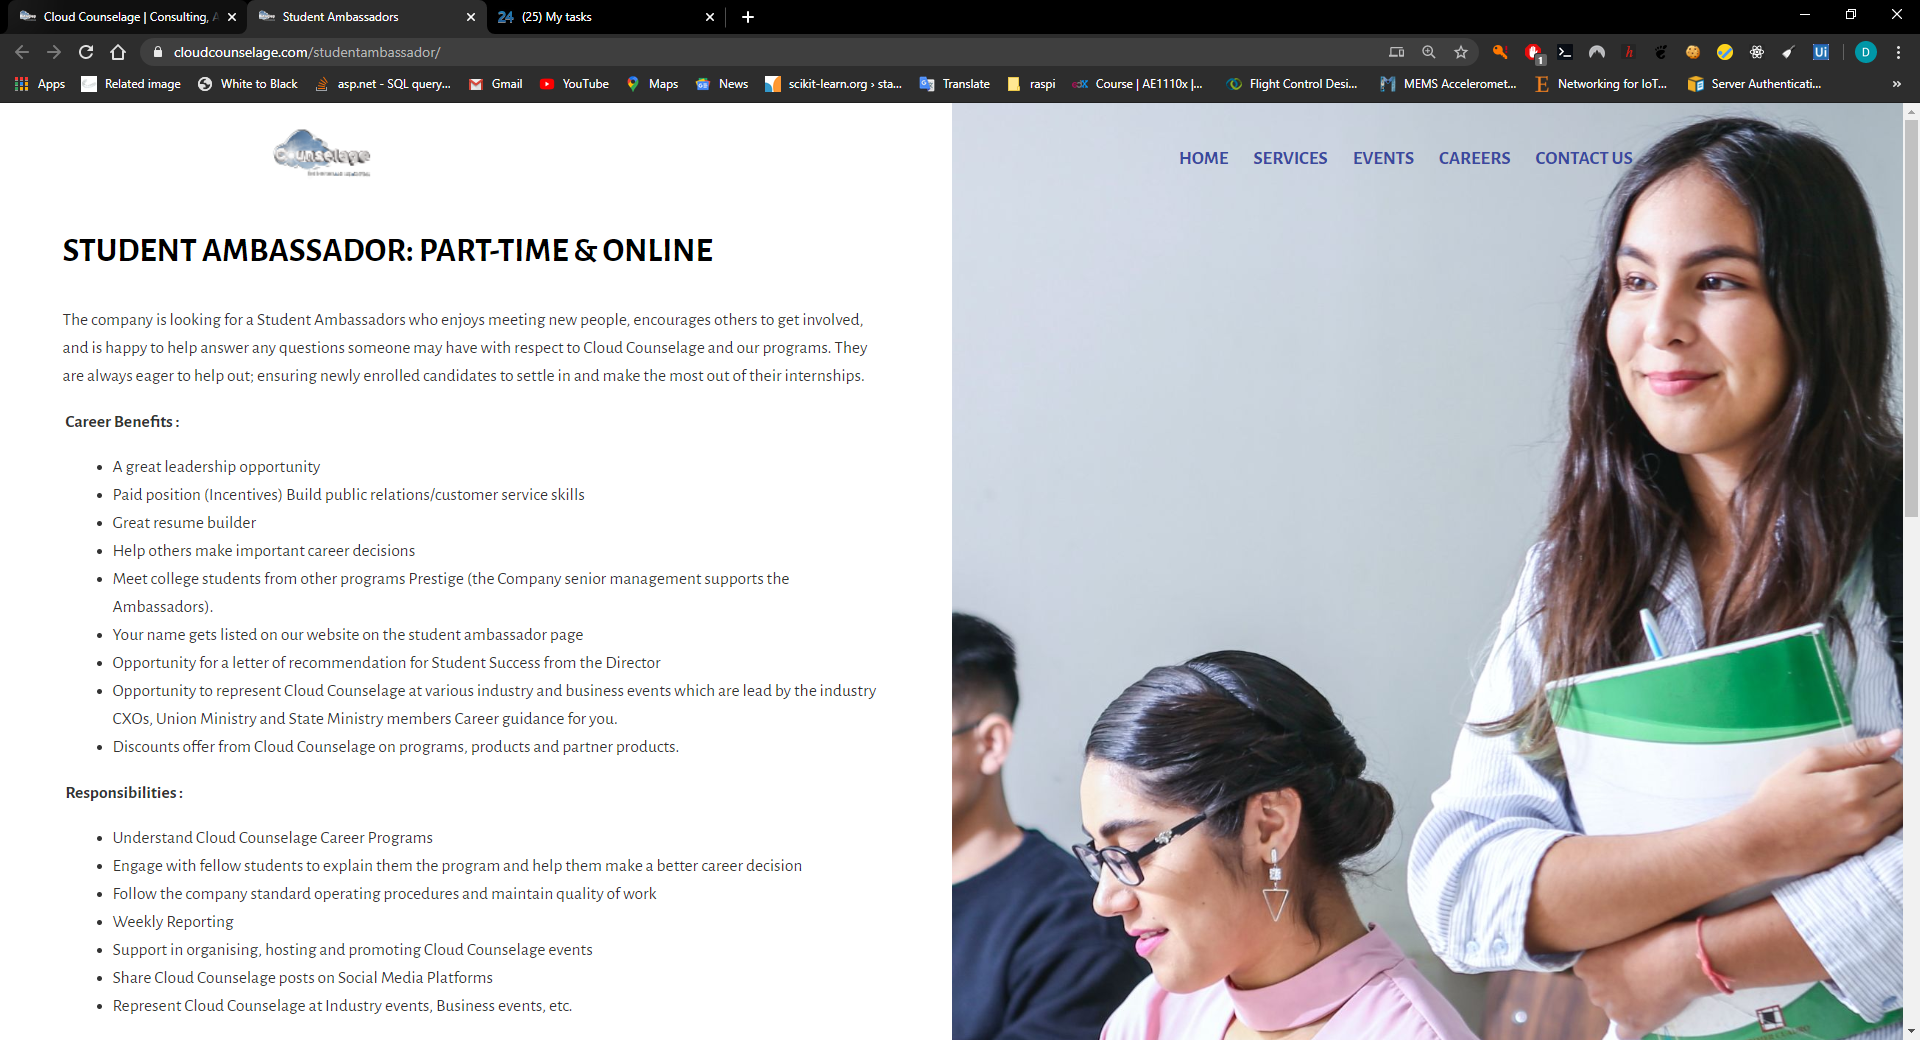 Cloud Counselage | Consulting, A
Student Ambassadors
24 (25) My tasks
cloudcounselage.com/studentambassador/
1
Ui
D
Apps
Related image
White to Black
asp.net - SQL query...
Gmail
YouTube
Maps
News
scikit-learn.org › sta...
Translate
raspi
Course | AE1110x |...
Flight Control Desi...
MEMS Acceleromet...
Networking for IoT...
Server Authenticati...
»
Counselage
HOME SERVICES EVENTS CAREERS CONTACT US
STUDENT AMBASSADOR: PART-TIME & ONLINE
The company is looking for a Student Ambassadors who enjoys meeting new people, encourages others to get involved,
and is happy to help answer any questions someone may have with respect to Cloud Counselage and our programs. They
are always eager to help out; ensuring newly enrolled candidates to settle in and make the most out of their internships.
Career Benefits :
• A great leadership opportunity
• Paid position (Incentives) Build public relations/customer service skills
• Great resume builder
• Help others make important career decisions
• Meet college students from other programs Prestige (the Company senior management supports the
Ambassadors).
• Your name gets listed on our website on the student ambassador page
• Opportunity for a letter of recommendation for Student Success from the Director
• Opportunity to represent Cloud Counselage at various industry and business events which are lead by the industry
CXOs, Union Ministry and State Ministry members Career guidance for you.
• Discounts offer from Cloud Counselage on programs, products and partner products.
Responsibilities :
• Understand Cloud Counselage Career Programs
• Engage with fellow students to explain them the program and help them make a better career decision
• Follow the company standard operating procedures and maintain quality of work
• Weekly Reporting
• Support in organising, hosting and promoting Cloud Counselage events
• Share Cloud Counselage posts on Social Media Platforms
• Represent Cloud Counselage at Industry events, Business events, etc.